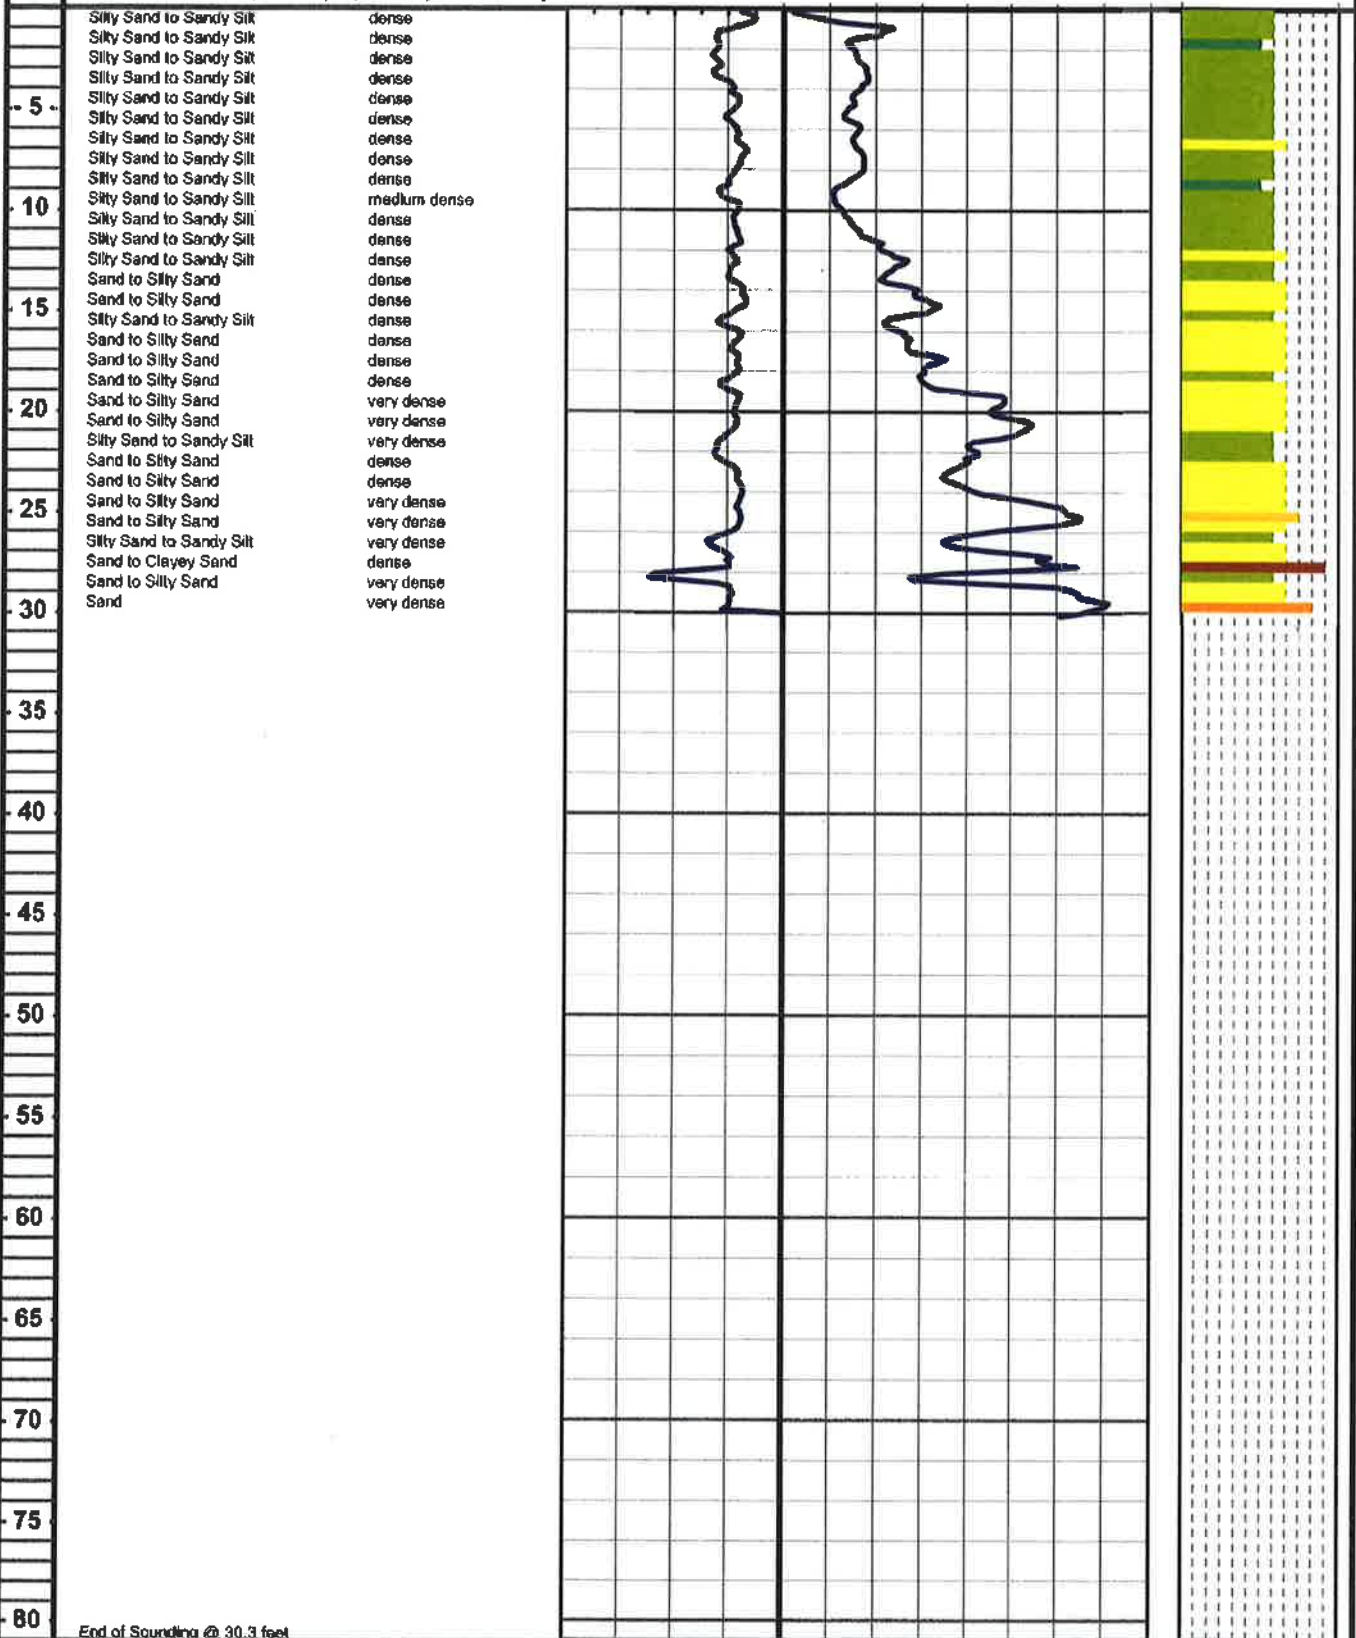 Silty Sand to Sandy Silt dense
Silty Sand to Sandy Silt dense
Silty Sand to Sandy Silt dense
Silty Sand to Sandy Silt dense
- 5 - Silty Sand to Sandy Silt dense
Silty Sand to Sandy Silt dense
Silty Sand to Sandy Silt dense
Silty Sand to Sandy Silt dense
Silty Sand to Sandy Silt dense
- 10 - Silty Sand to Sandy Silt medium dense
Silty Sand to Sandy Silt dense
Silty Sand to Sandy Silt dense
Silty Sand to Sandy Silt dense
Sand to Silty Sand dense
- 15 - Sand to Silty Sand dense
Silty Sand to Sandy Silt dense
Sand to Silty Sand dense
Sand to Silty Sand dense
Sand to Silty Sand dense
- 20 - Sand to Silty Sand very dense
Sand to Silty Sand very dense
Silty Sand to Sandy Silt very dense
Sand to Silty Sand dense
Sand to Silty Sand dense
- 25 - Sand to Silty Sand very dense
Sand to Silty Sand very dense
Silty Sand to Sandy Silt very dense
Sand to Clayey Sand dense
Sand to Silty Sand very dense
- 30 - Sand very dense
- 35 -
- 40 -
- 45 -
- 50 -
- 55 -
- 60 -
- 65 -
- 70 -
- 75 -
- 80 -
End of Sounding @ 30.3 feet